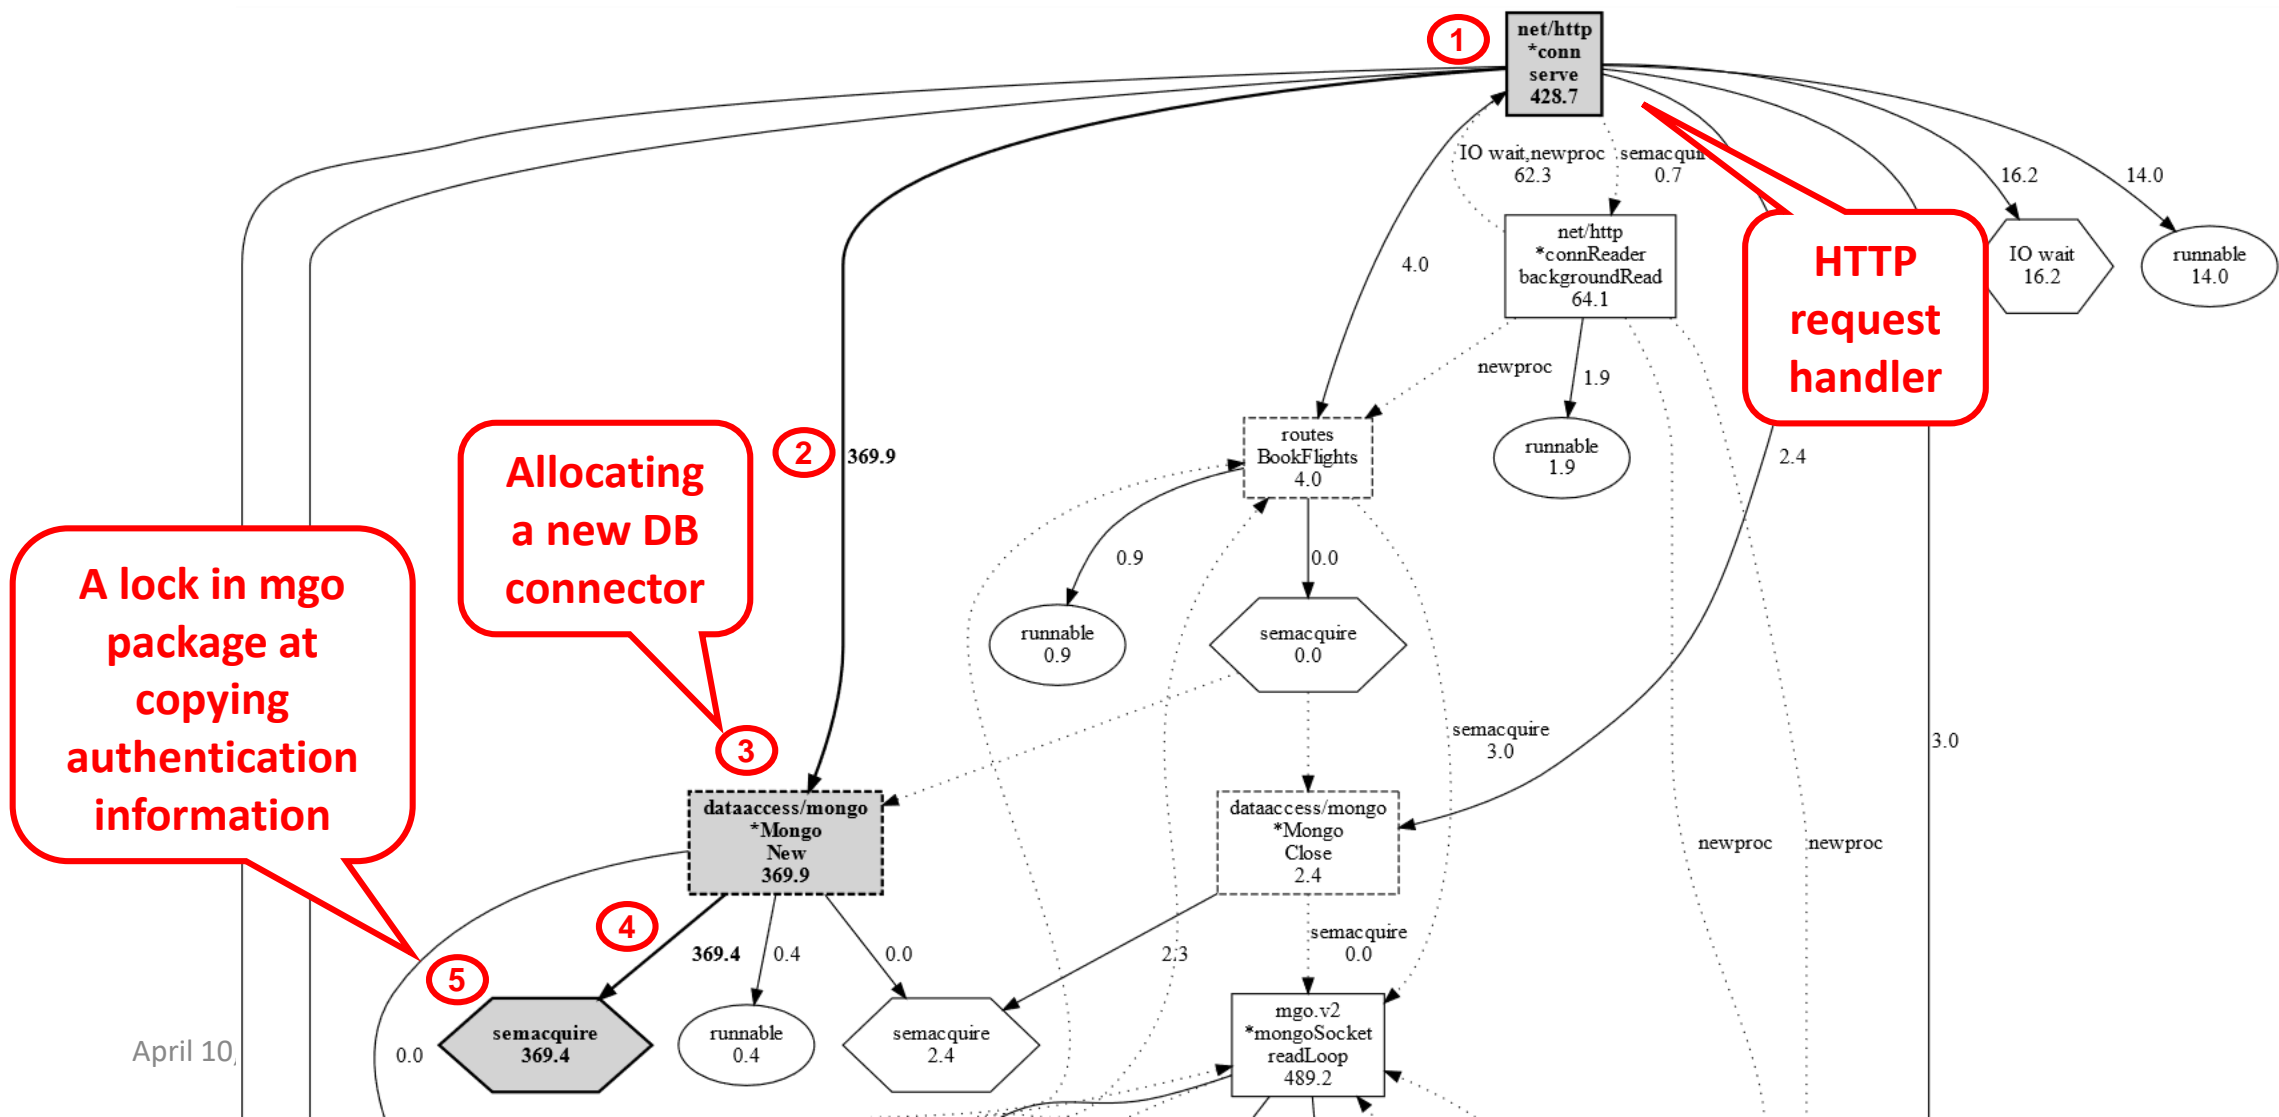 1
net/http
*conn
serve
428.7
IO wait,newproc
62.3
0.7
16.2
14.0
4.0
net/http
*connReader
backgroundRead
64.1
HTTP
request
handler
IO wait
16.2
runnable
14.0
newproc
1.9
routes
BookFlights
4.0
runnable
1.9
2.4
2
369.9
Allocating
a new DB
connector
0.9
0.0
A lock in mgo
package at
copying
authentication
information
runnable
0.9
semacquire
0.0
semacquire
3.0
3.0
3
dataaccess/mongo
*Mongo
New
369.9
dataaccess/mongo
*Mongo
Close
2.4
newproc
newproc
4
369.4
0.4
0.0
2.3
semacquire
0.0
5
semacquire
369.4
runnable
0.4
semacquire
2.4
mgo.v2
*mongoSocket
readLoop
489.2
0.0
April 10,